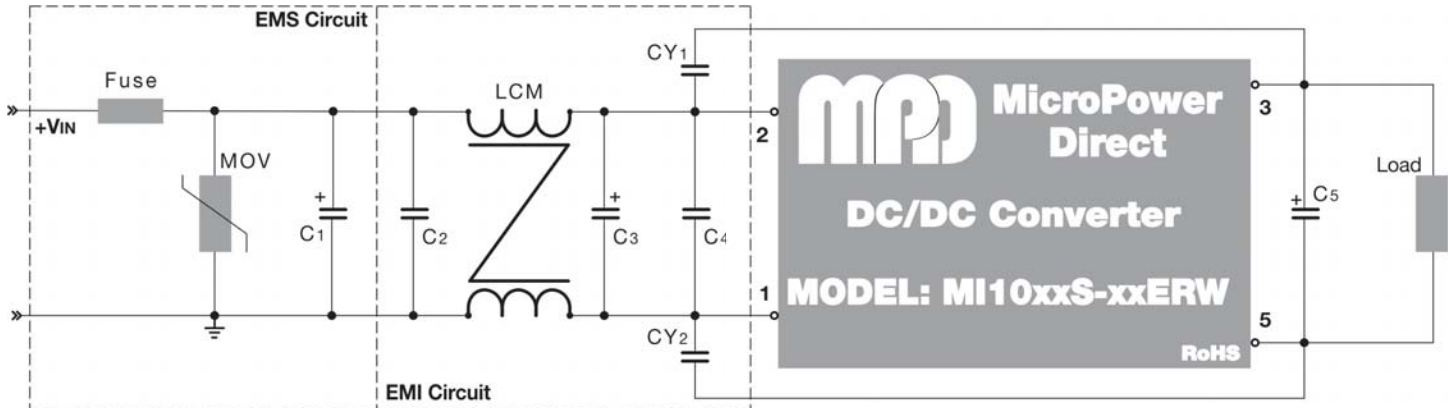 EMS Circuit
Fuse
+VIN
MOV
C1
C2
LCM
C3
C4
CY1
CY2
EMI Circuit
2
1
MPD
MicroPower
Direct
DC/DC Converter
MODEL: MI10xxS-xxERW
RoHS
3
5
+
+
+
C5
Load